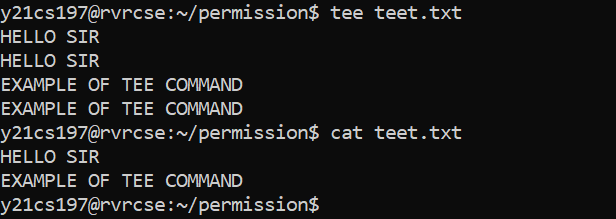 y21cs197@rvrcse:~/permission$ tee teet.txt
HELLO SIR
HELLO SIR
EXAMPLE OF TEE COMMAND
EXAMPLE OF TEE COMMAND
y21cs197@rvrcse:~/permission$ cat teet.txt
HELLO SIR
EXAMPLE OF TEE COMMAND
y21cs197@rvrcse:~/permission$